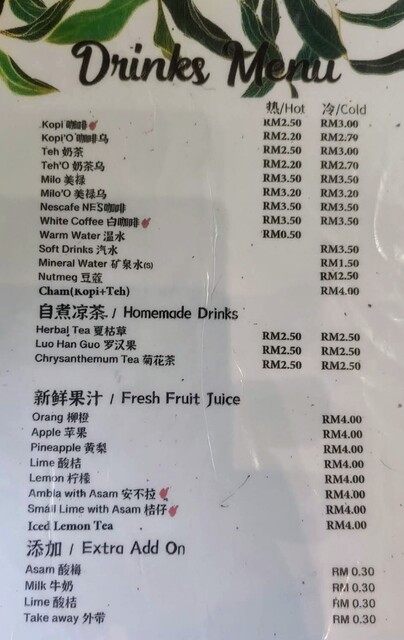 Drinks Menu
热/Hot 冷/Cold
Kopi 咖啡 RM2.50 RM3.00
Kopi'O 咖啡乌 RM2.20 RM2.70
Teh 奶茶 RM2.50 RM3.00
Teh'O 奶茶乌 RM2.20 RM2.70
Milo 美禄 RM3.50 RM3.50
Milo'O 美禄乌 RM3.20 RM3.20
Nescafe NES咖啡 RM3.50 RM3.50
White Coffee 白咖啡 RM3.50 RM3.50
Warm Water 温水 RM0.50
Soft Drinks 汽水 RM3.50
Mineral Water 矿泉水(S) RM1.50
Nutmeg 豆蔻 RM2.50
Cham(Kopi+Teh) RM4.00
自煮凉茶 / Homemade Drinks
Herbal Tea 夏枯草 RM2.50 RM2.50
Luo Han Guo 罗汉果 RM2.50 RM2.50
Chrysanthemum Tea 菊花茶 RM2.50 RM2.50
新鲜果汁 / Fresh Fruit Juice
Orang 柳橙 RM4.00
Apple 苹果 RM4.00
Pineapple 黄梨 RM4.00
Lime 酸桔 RM4.00
Lemon 柠檬 RM4.00
Ambla with Asam 安不拉 RM4.00
Small Lime with Asam 桔仔 RM4.00
Iced Lemon Tea RM4.00
添加 / Extra Add On
Asam 酸梅 RM 0.30
Milk 牛奶 RM 0.30
Lime 酸桔 RM 0.30
Take away 外带 RM 0.30